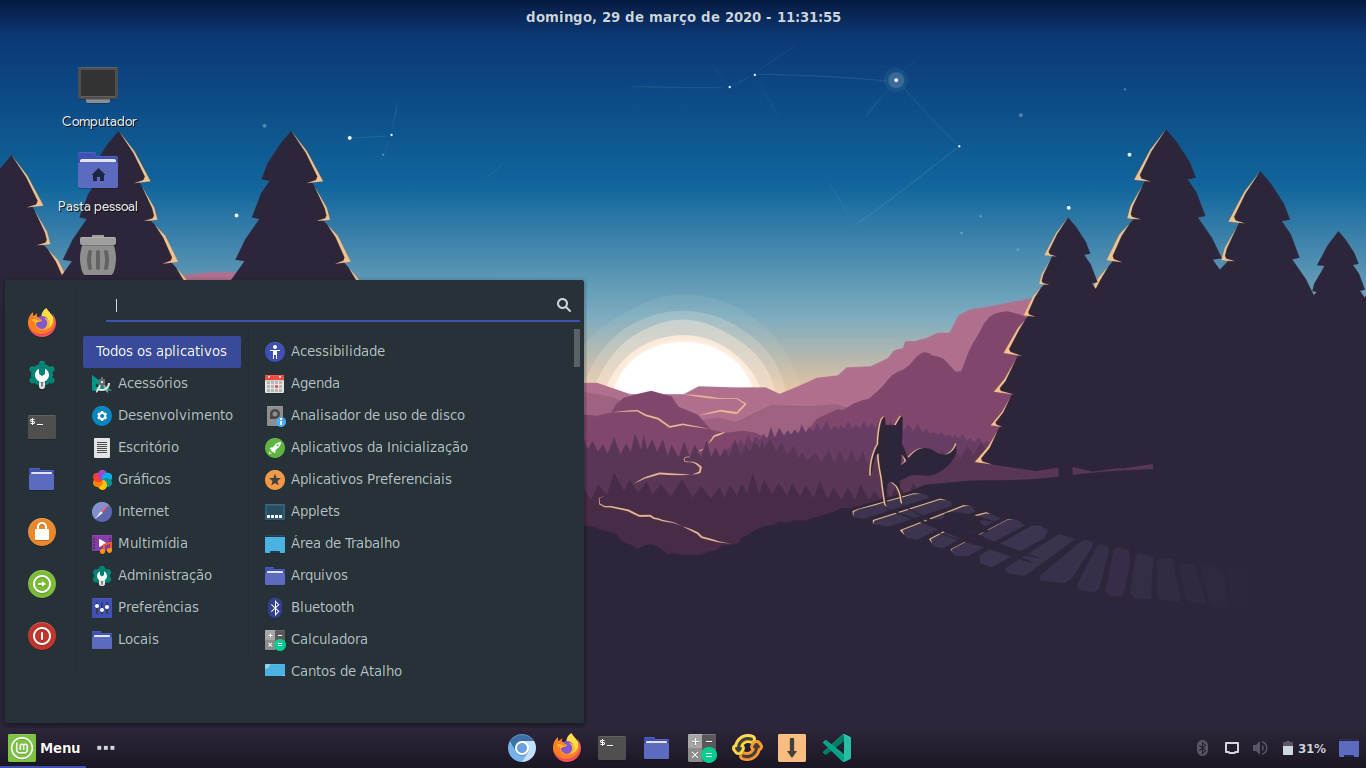 domingo, 29 de março de 2020 - 11:31:55
Computador
Pasta pessoal
Todos os aplicativos
Acessórios
Desenvolvimento
Escritório
Gráficos
Internet
Multimídia
Administração
Preferências
Locais
Acessibilidade
Agenda
Analisador de uso de disco
Aplicativos da Inicialização
Aplicativos Preferenciais
Applets
Área de Trabalho
Arquivos
Bluetooth
Calculadora
Cantos de Atalho
Menu
31%